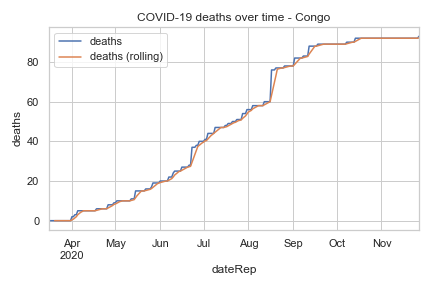 COVID-19 deaths over time - Congo
deaths
deaths (rolling)
80
60
40
20
0
deaths
Apr May Jun Jul Aug Sep Oct Nov
2020
dateRep